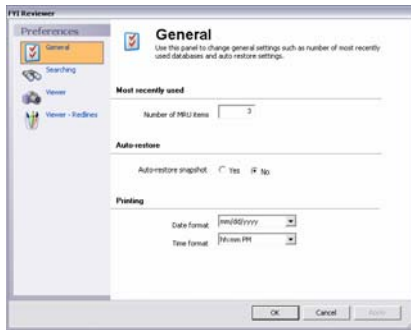 FYI Reviewer
Preferences
General
Searching
Viewer
Viewer - Redlines
General
Use this panel to change general settings such as number of most recently
used databases and auto restore settings.
Most recently used
Number of MRU items 3
Auto-restore
Auto-restore snapshot Yes No
Printing
Date format mm/dd/yyyy
Time format hh:mm PM
OK Cancel Apply